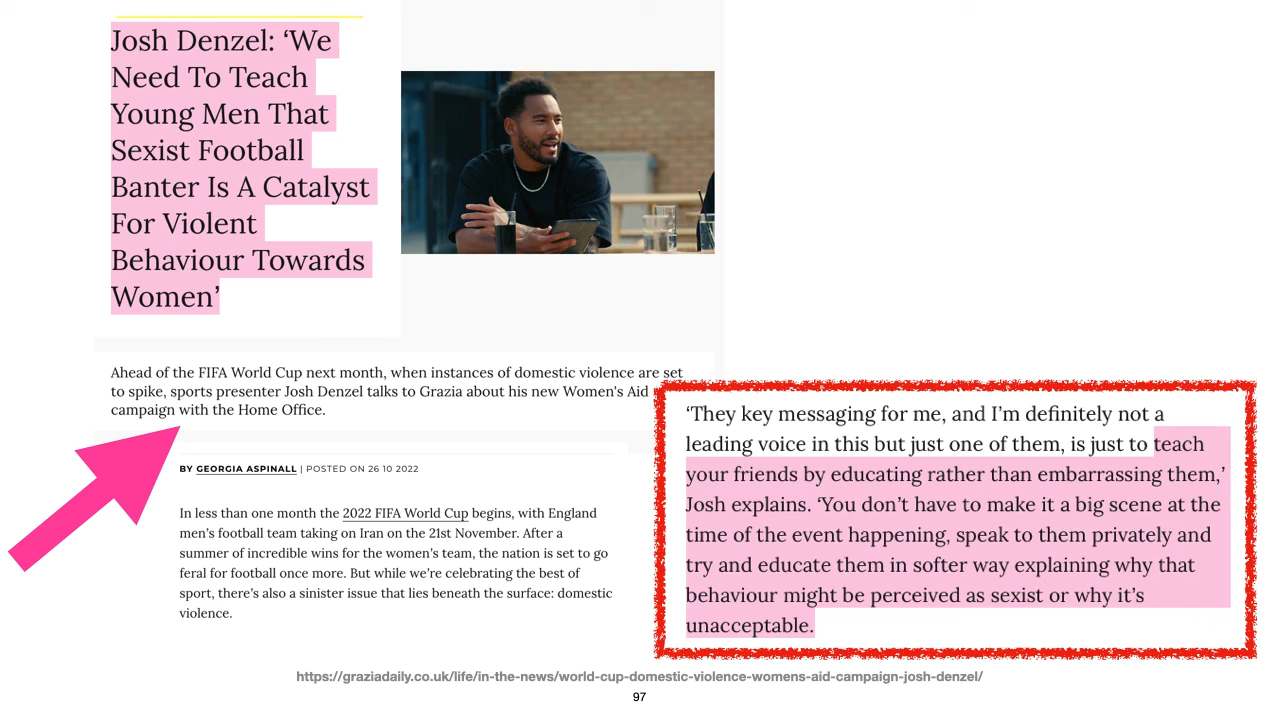 Josh Denzel: ‘We
Need To Teach
Young Men That
Sexist Football
Banter Is A Catalyst
For Violent
Behaviour Towards
Women’
Ahead of the FIFA World Cup next month, when instances of domestic violence are set
to spike, sports presenter Josh Denzel talks to Grazia about his new Women's Aid
campaign with the Home Office.
BY GEORGIA ASPINALL | POSTED ON 26 10 2022
In less than one month the 2022 FIFA World Cup begins, with England
men’s football team taking on Iran on the 21st November. After a
summer of incredible wins for the women’s team, the nation is set to go
feral for football once more. But while we’re celebrating the best of
sport, there’s also a sinister issue that lies beneath the surface: domestic
violence.
‘They key messaging for me, and I’m definitely not a
leading voice in this but just one of them, is just to teach
your friends by educating rather than embarrassing them,’
Josh explains. ‘You don’t have to make it a big scene at the
time of the event happening, speak to them privately and
try and educate them in softer way explaining why that
behaviour might be perceived as sexist or why it’s
unacceptable.
https://graziadaily.co.uk/life/in-the-news/world-cup-domestic-violence-womens-aid-campaign-josh-denzel/
97